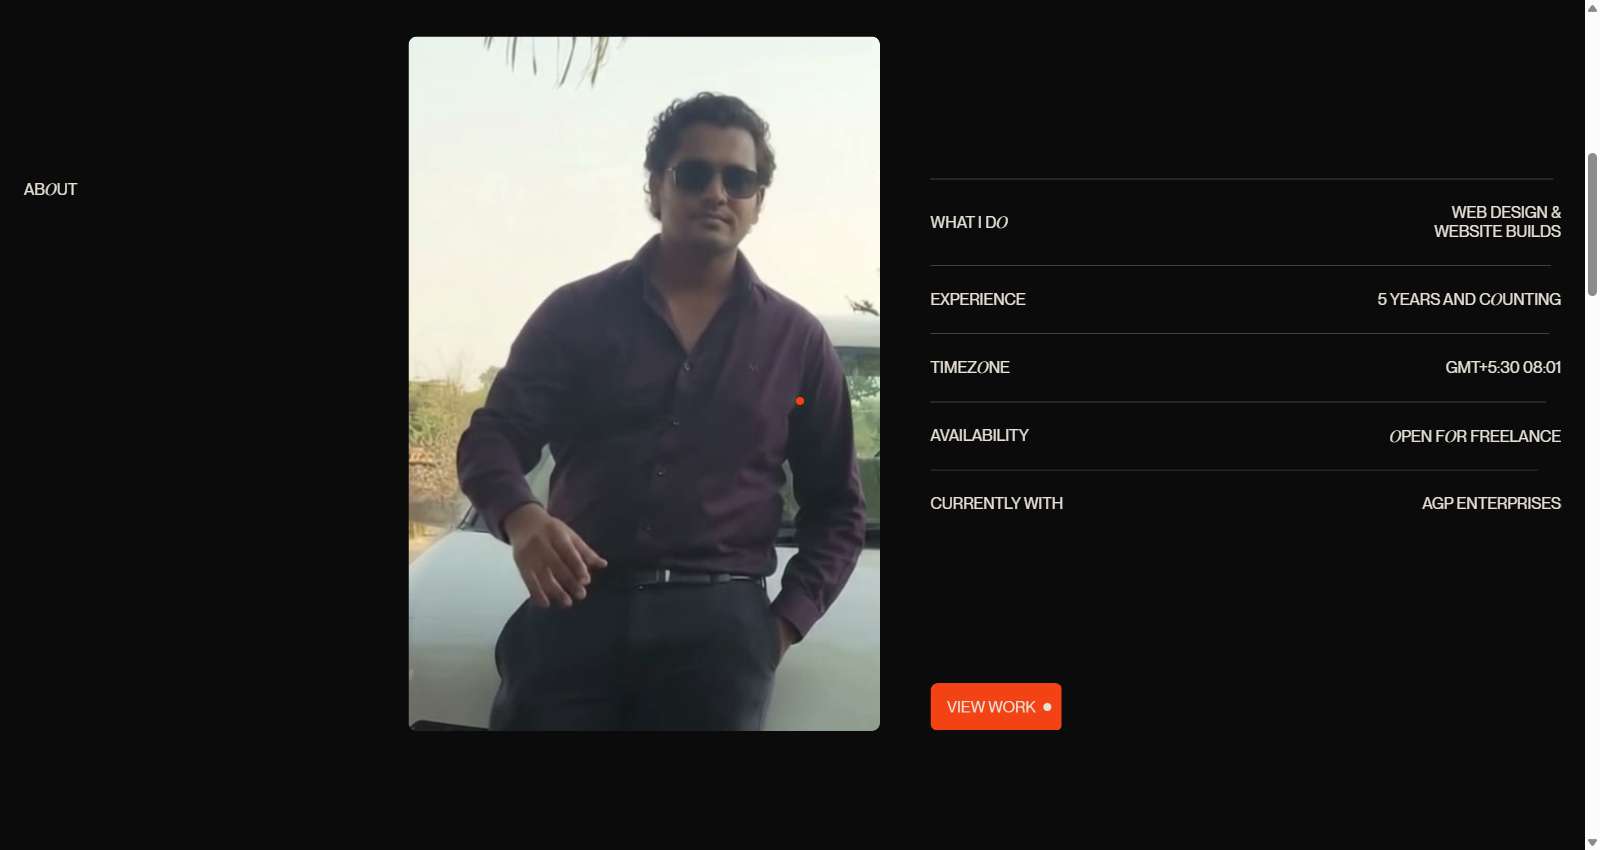 ABOUT
WHAT I DO
WEB DESIGN &
WEBSITE BUILDS
EXPERIENCE
5 YEARS AND COUNTING
TIMEZONE
GMT+5:30 08:01
AVAILABILITY
OPEN FOR FREELANCE
CURRENTLY WITH
AGP ENTERPRISES
VIEW WORK